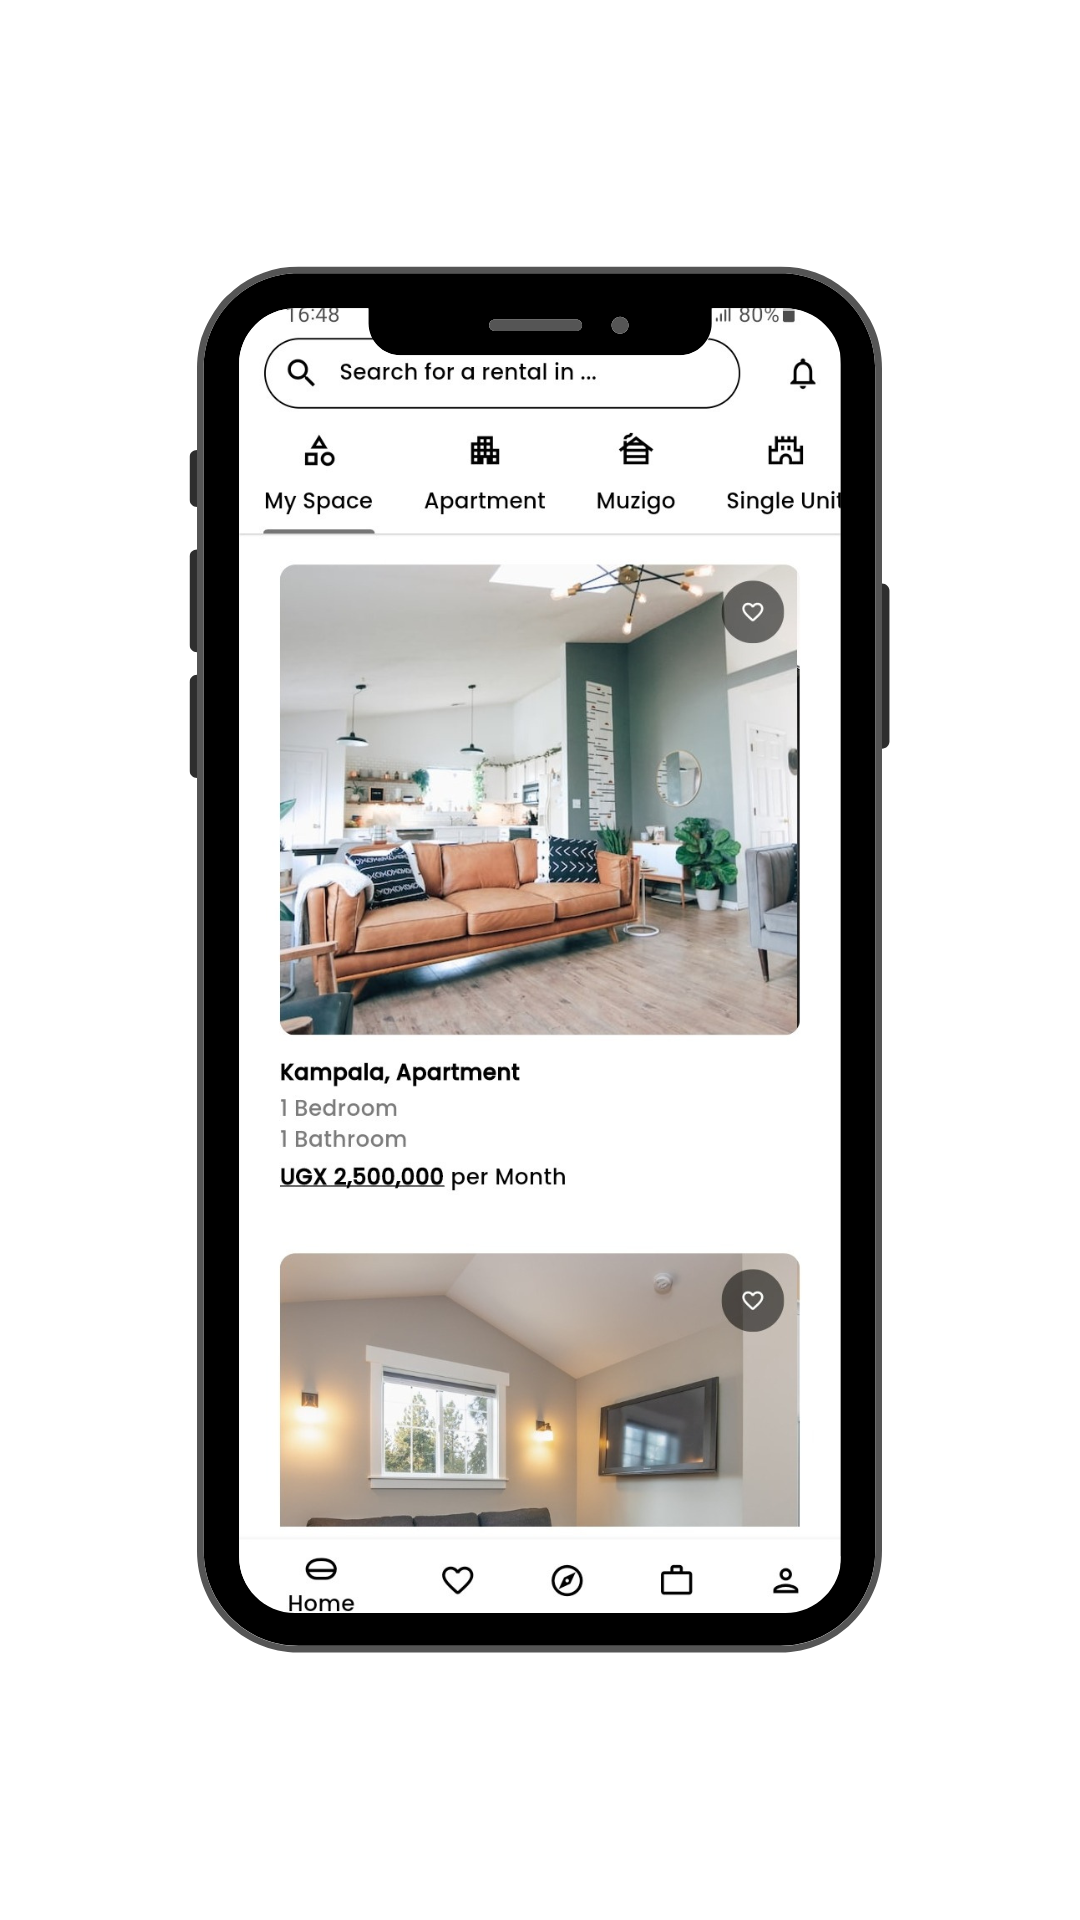 16:48 80%
Search for a rental in ...
My Space Apartment Muzigo Single Unit
Kampala, Apartment
1 Bedroom
1 Bathroom
UGX 2,500,000 per Month
Home